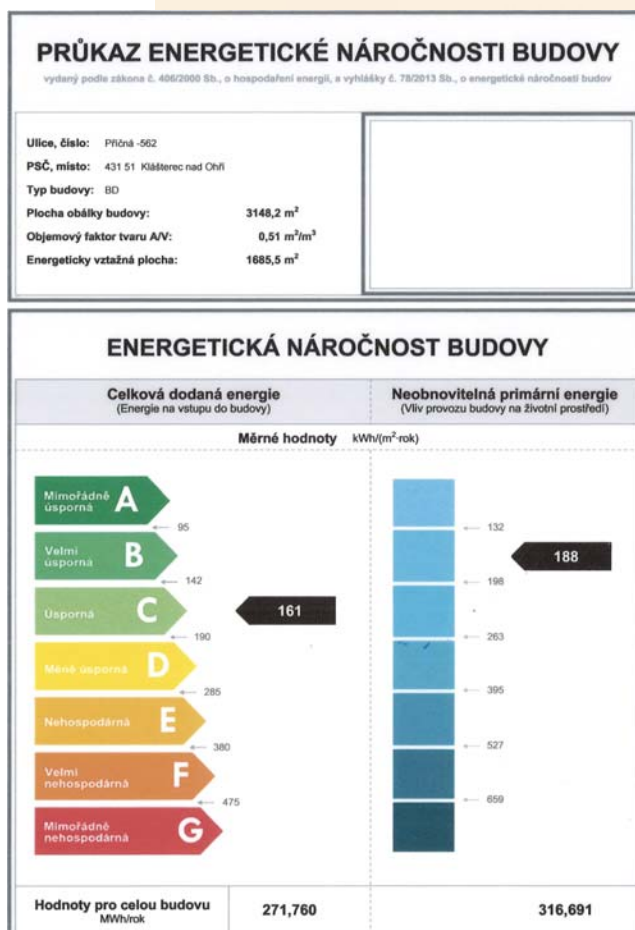 PRŮKAZ ENERGETICKÉ NÁROČNOSTI BUDOVY
vydaný podle zákona č. 406/2000 Sb., o hospodaření energií, a vyhlášky č. 78/2013 Sb., o energetické náročnosti budov
Ulice, číslo: Příčná -562
PSČ, místo: 431 51 Klášterec nad Ohří
Typ budovy: BD
Plocha obálky budovy: 3148,2 m²
Objemový faktor tvaru A/V: 0,51 m²/m³
Energeticky vztažná plocha: 1685,5 m²
ENERGETICKÁ NÁROČNOST BUDOVY
Celková dodaná energie
(Energie na vstupu do budovy)
Neobnovitelná primární energie
(Vliv provozu budovy na životní prostředí)
Měrné hodnoty kWh/(m²·rok)
Mimořádně úsporná A
95
132
Velmi úsporná B
188
142
198
Úsporná C
161
190
263
Méně úsporná D
285
395
Nehospodárná E
380
527
Velmi nehospodárná F
475
659
Mimořádně nehospodárná G
Hodnoty pro celou budovu
MWh/rok
271,760
316,691